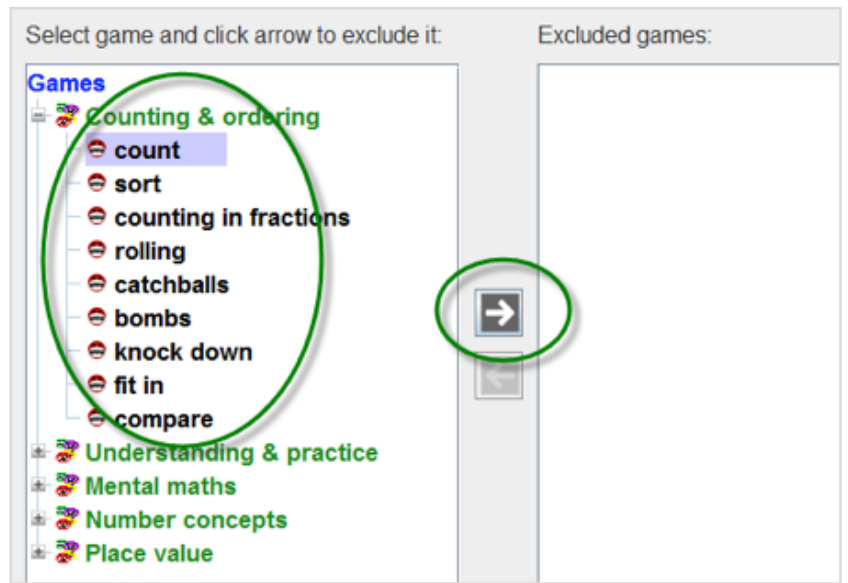 Select game and click arrow to exclude it:
Excluded games:
Games
Counting & ordering
count
sort
counting in fractions
rolling
catchballs
bombs
knock down
fit in
compare
Understanding & practice
Mental maths
Number concepts
Place value